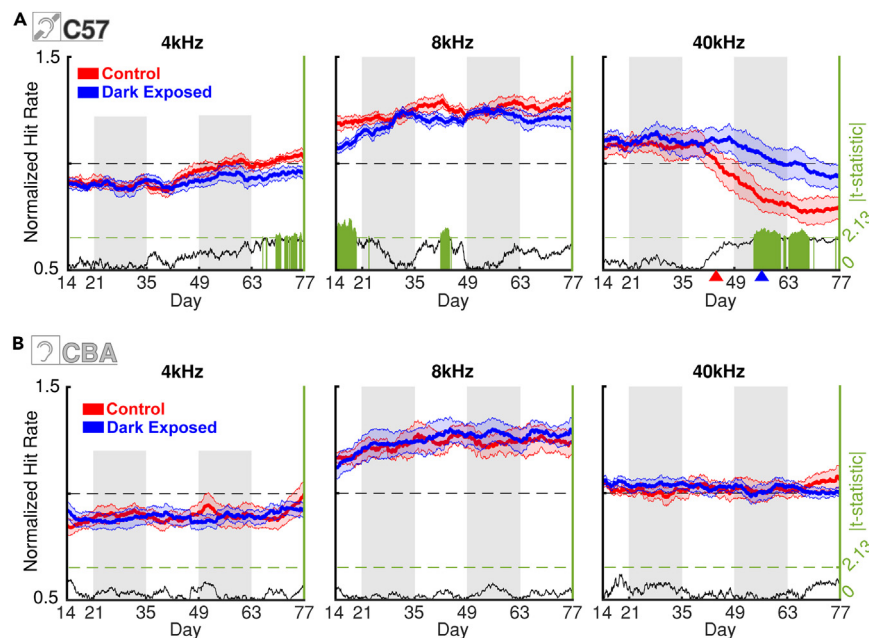 A C57
4kHz 8kHz 40kHz
1.5
Control
Dark Exposed
Normalized Hit Rate
|t-statistic|
2.13
0
0.5
14 21 35 49 63 77 14 21 35 49 63 77 14 21 35 49 63 77
Day Day Day
B CBA
4kHz 8kHz 40kHz
1.5
Control
Dark Exposed
Normalized Hit Rate
|t-statistic|
2.13
0
0.5
14 21 35 49 63 77 14 21 35 49 63 77 14 21 35 49 63 77
Day Day Day